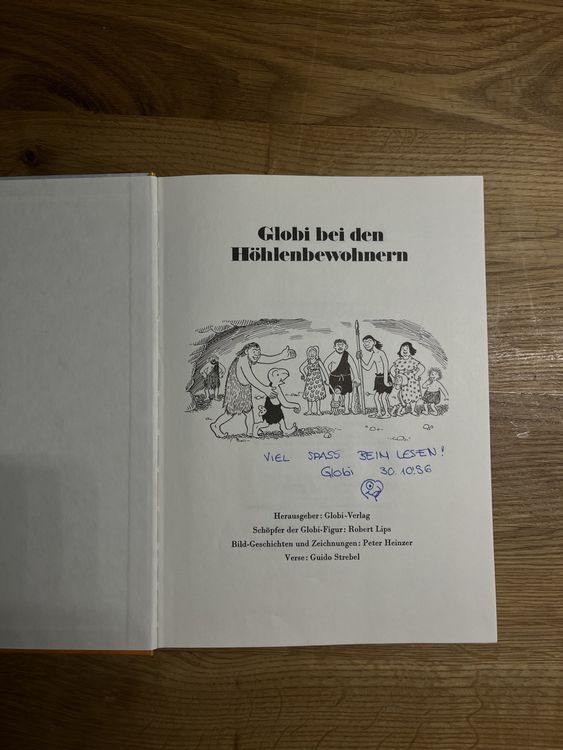 Globi bei den
Höhlenbewohnern
VIEL SPASS BEIM LESEN!
Globi 30.10.86
Herausgeber: Globi-Verlag
Schöpfer der Globi-Figur: Robert Lips
Bild-Geschichten und Zeichnungen: Peter Heinzer
Verse: Guido Strebel